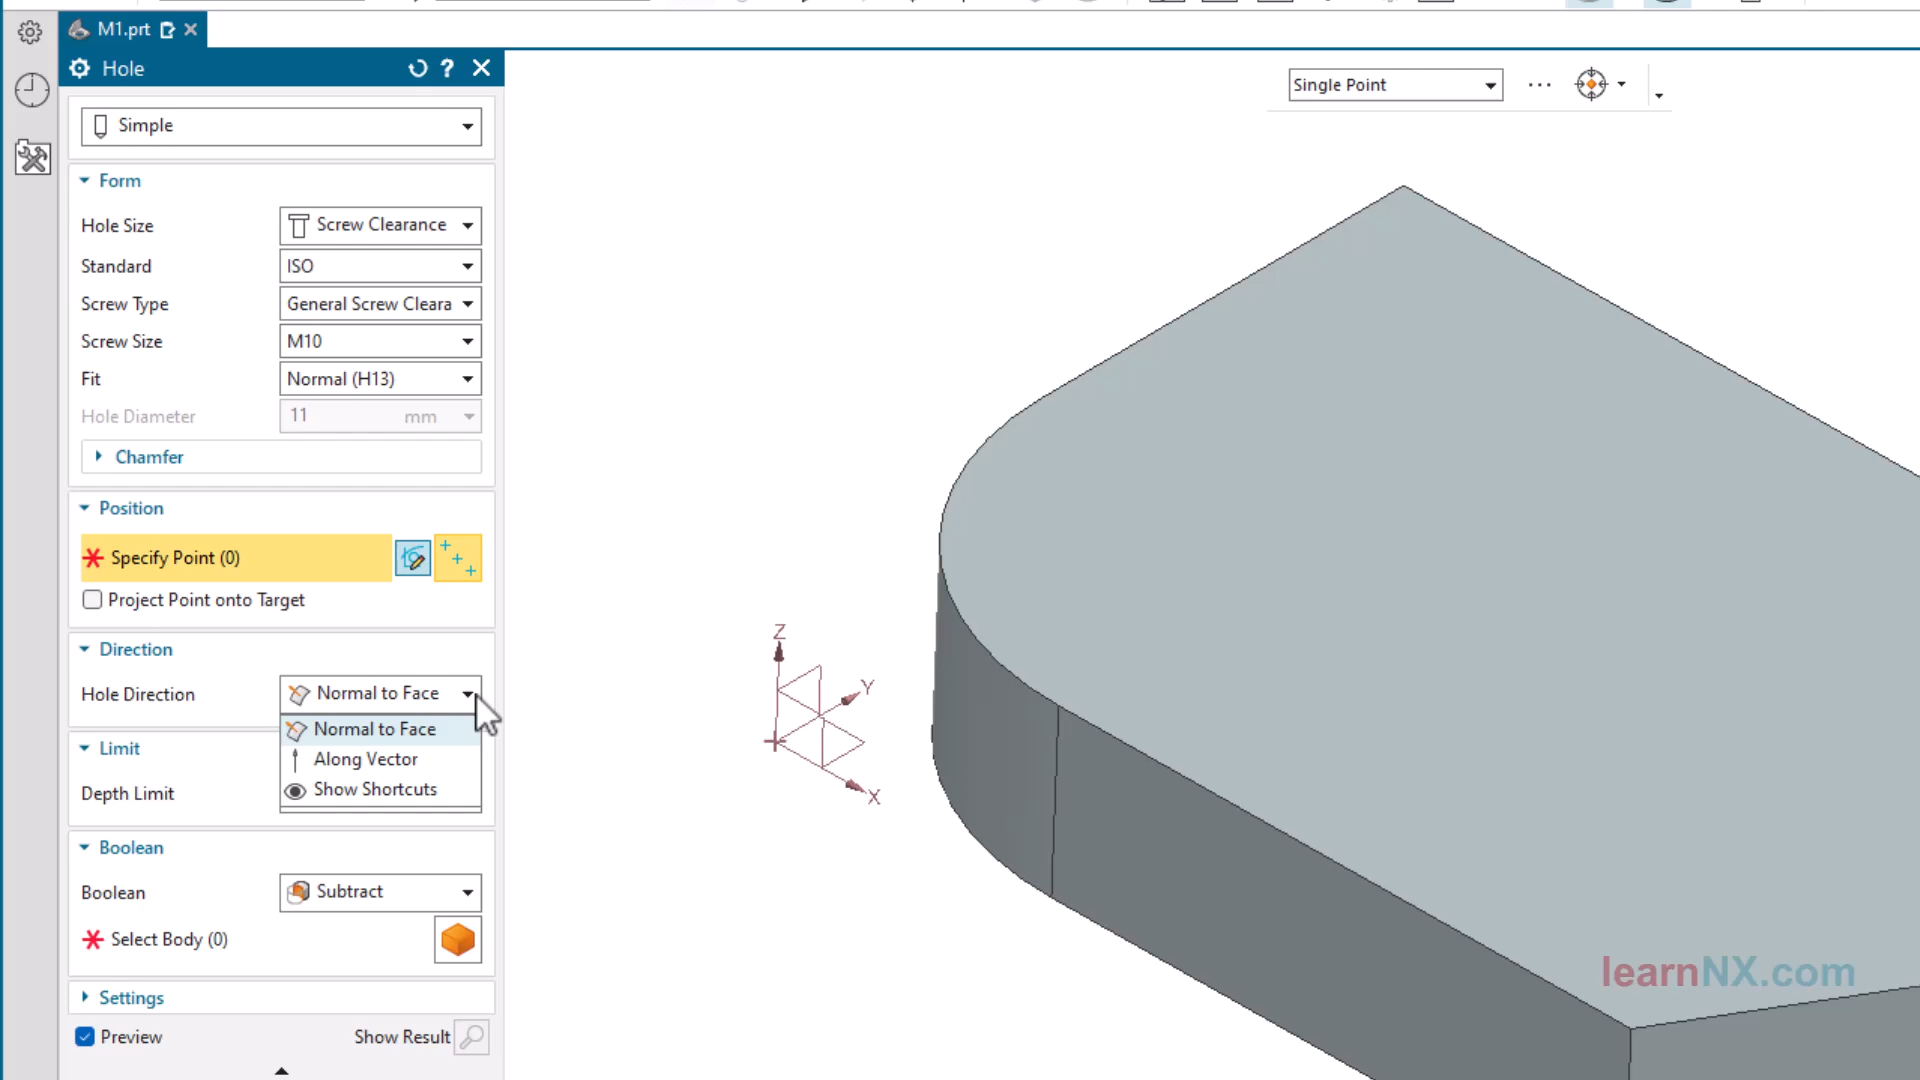 M1.prt
Hole
?
Single Point
Simple
Form
Hole Size
Screw Clearance
Standard
ISO
Screw Type
General Screw Cleara
Screw Size
M10
Fit
Normal (H13)
Hole Diameter
11 mm
Chamfer
Position
Specify Point (0)
Project Point onto Target
Direction
Hole Direction
Normal to Face
Normal to Face
Along Vector
Show Shortcuts
Limit
Depth Limit
Boolean
Boolean
Subtract
Select Body (0)
Settings
Preview
Show Result
Z
Y
X
learnNX.com